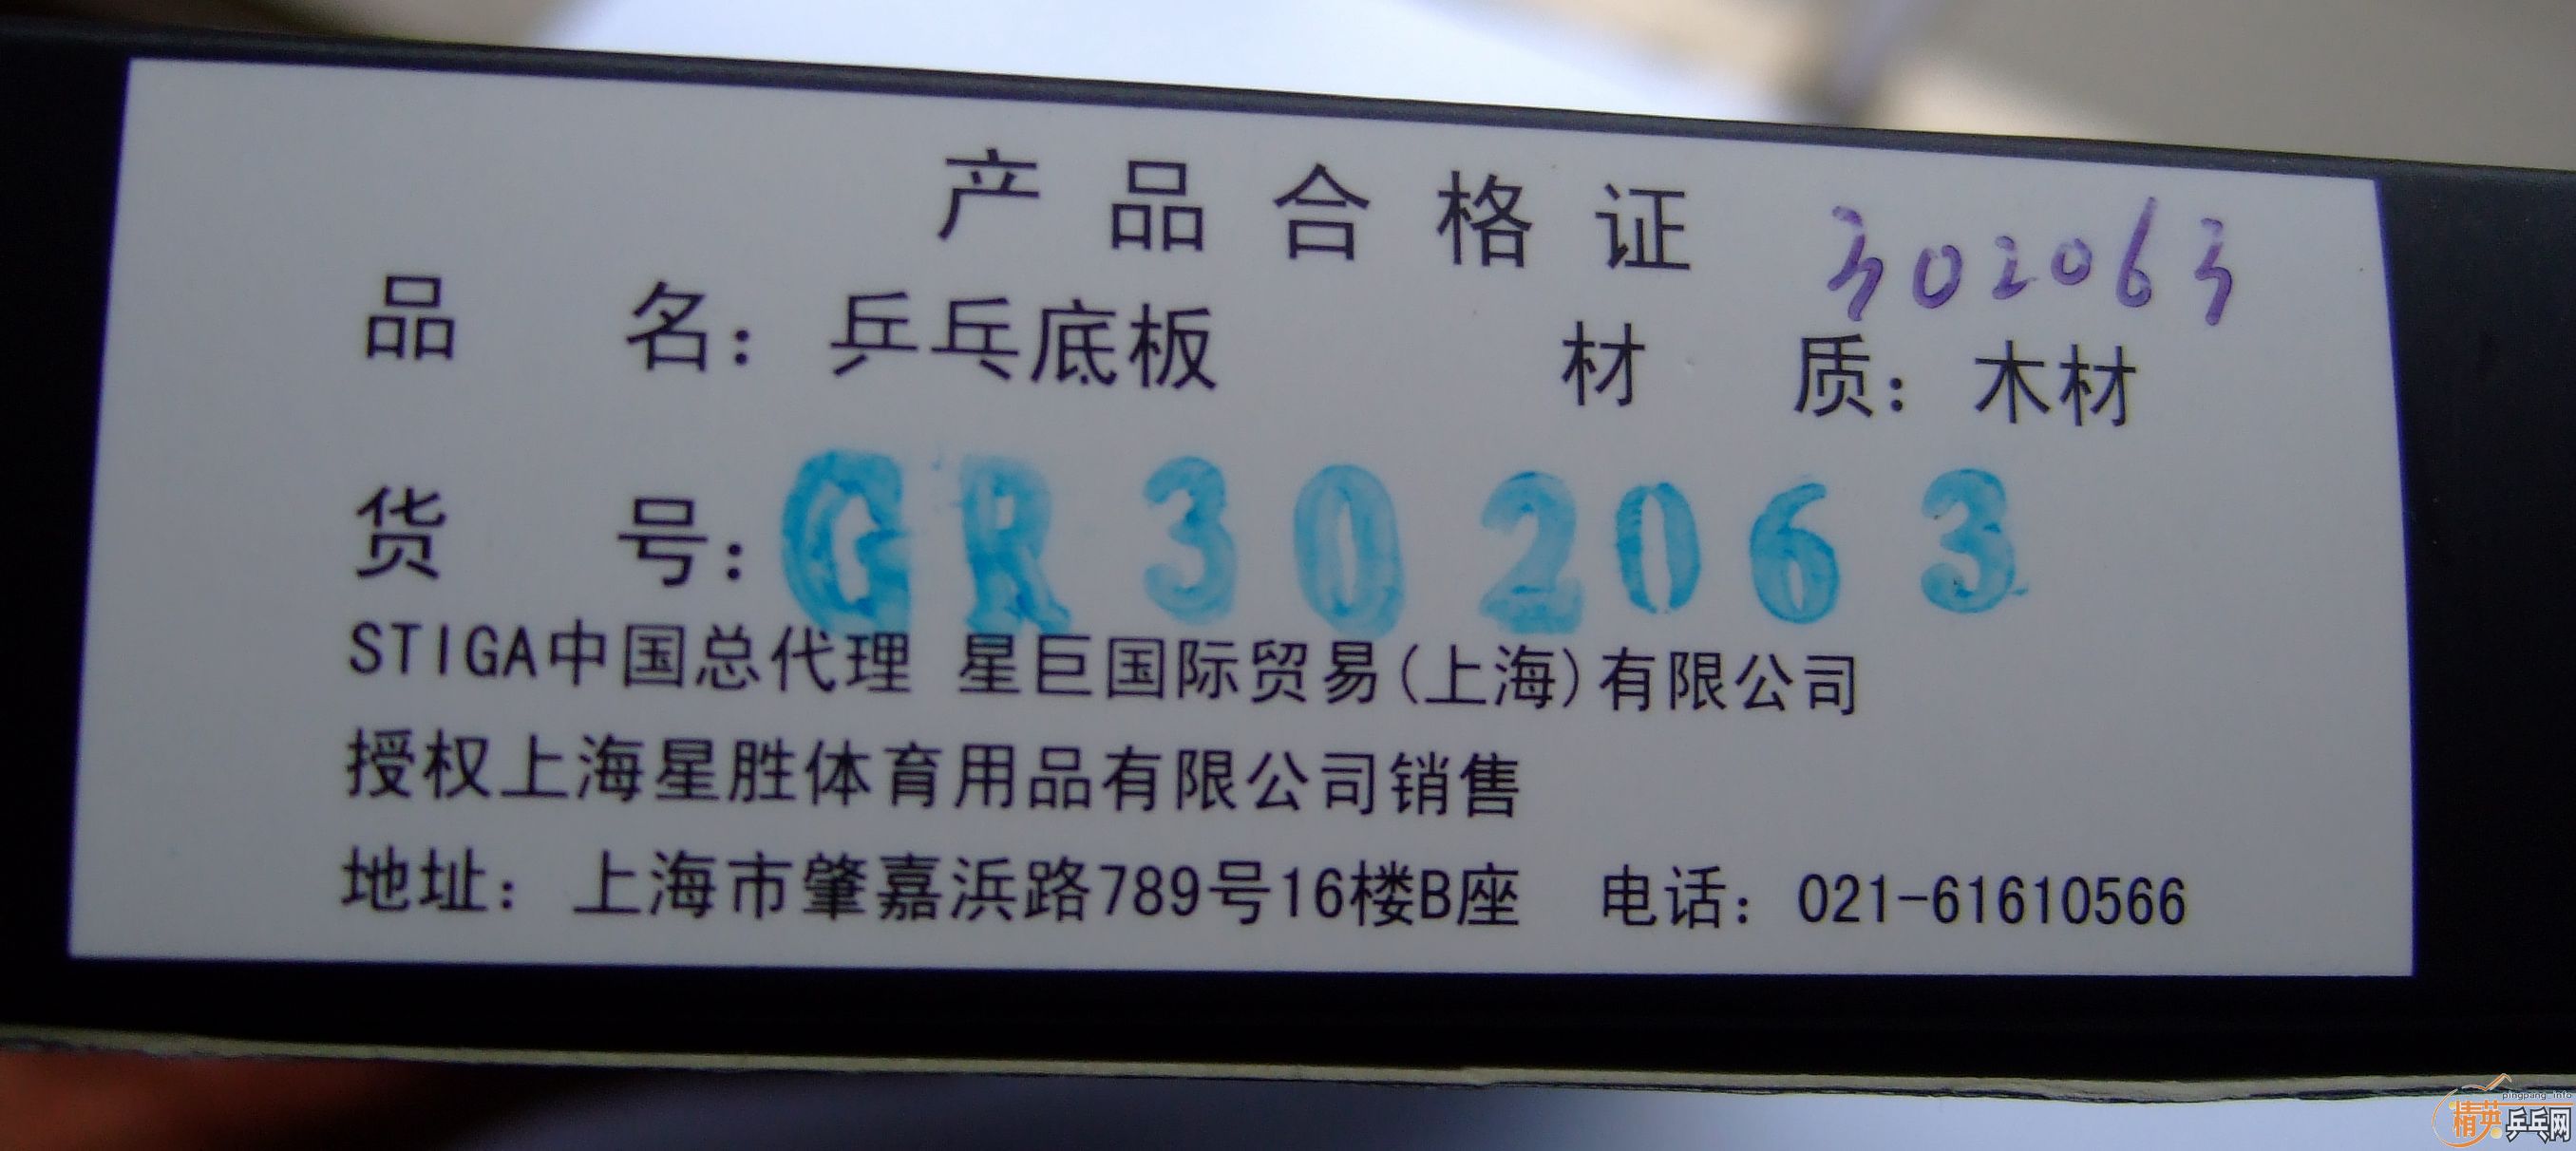 产品合格证
302063
品 名：乒乓底板 材 质：木材
货 号：GR302063
STIGA中国总代理 星巨国际贸易(上海)有限公司
授权上海星胜体育用品有限公司销售
地址：上海市肇嘉浜路789号16楼B座 电话：021-61610566
pingpang.info
精英乒乓网